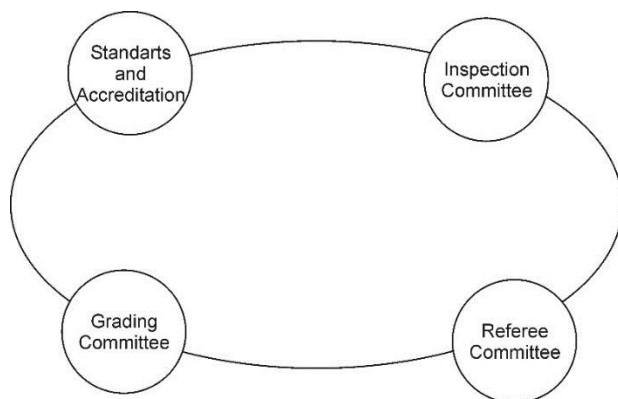 Standarts
and
Accreditation
Inspection
Committee
Grading
Committee
Referee
Committee